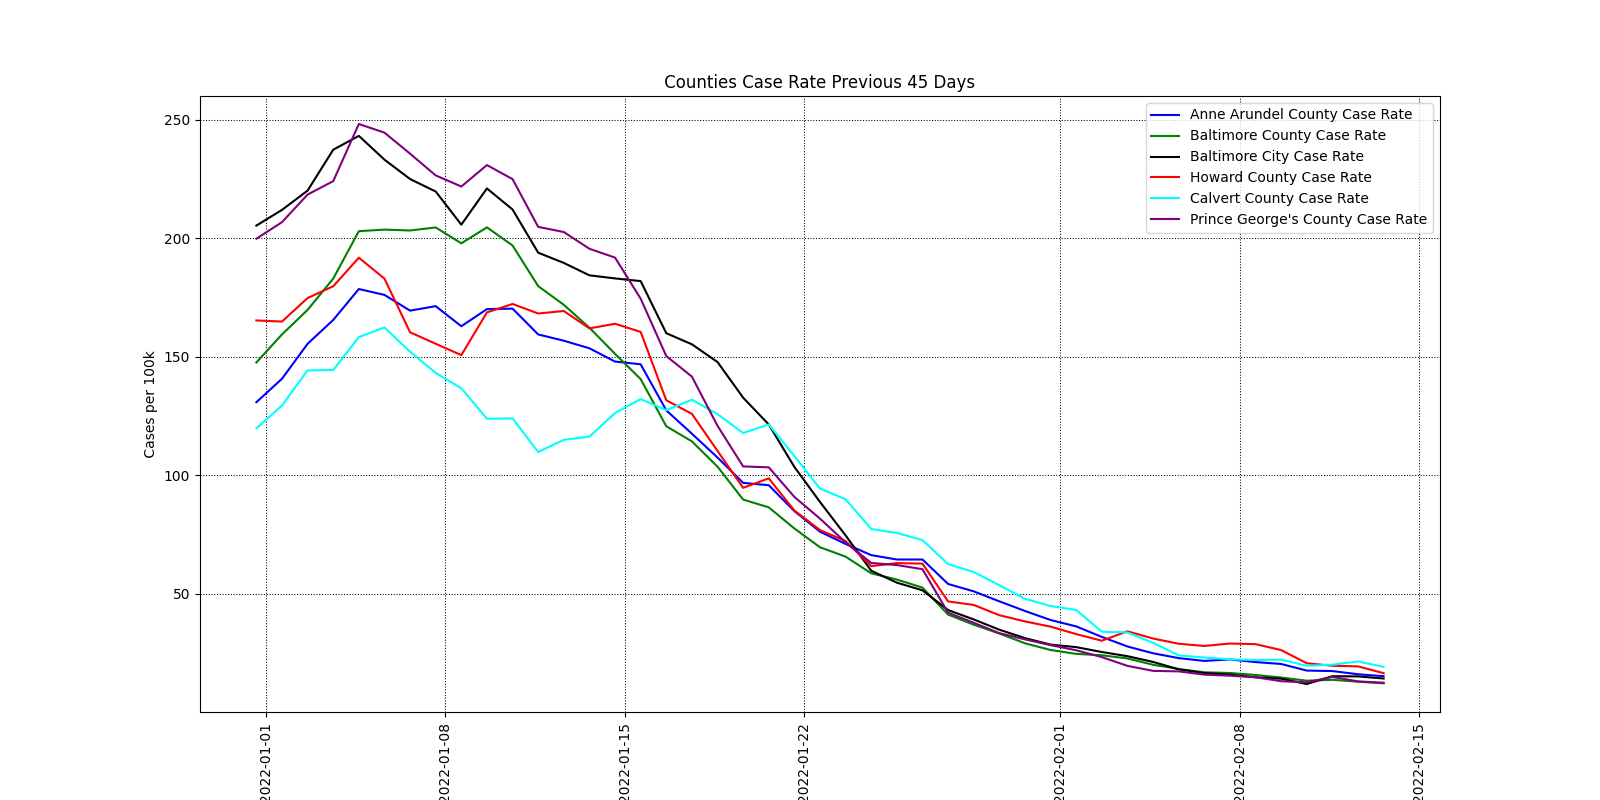 Counties Case Rate Previous 45 Days
Anne Arundel County Case Rate
Baltimore County Case Rate
Baltimore City Case Rate
Howard County Case Rate
Calvert County Case Rate
Prince George's County Case Rate
Cases per 100k
250
200
150
100
50
2022-01-01
2022-01-08
2022-01-15
2022-01-22
2022-02-01
2022-02-08
2022-02-15